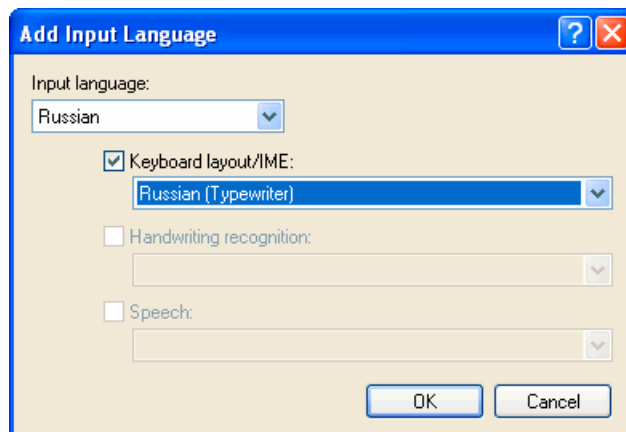 Add Input Language
Input language:
Russian
Keyboard layout/IME:
Russian (Typewriter)
Handwriting recognition:
Speech:
OK Cancel